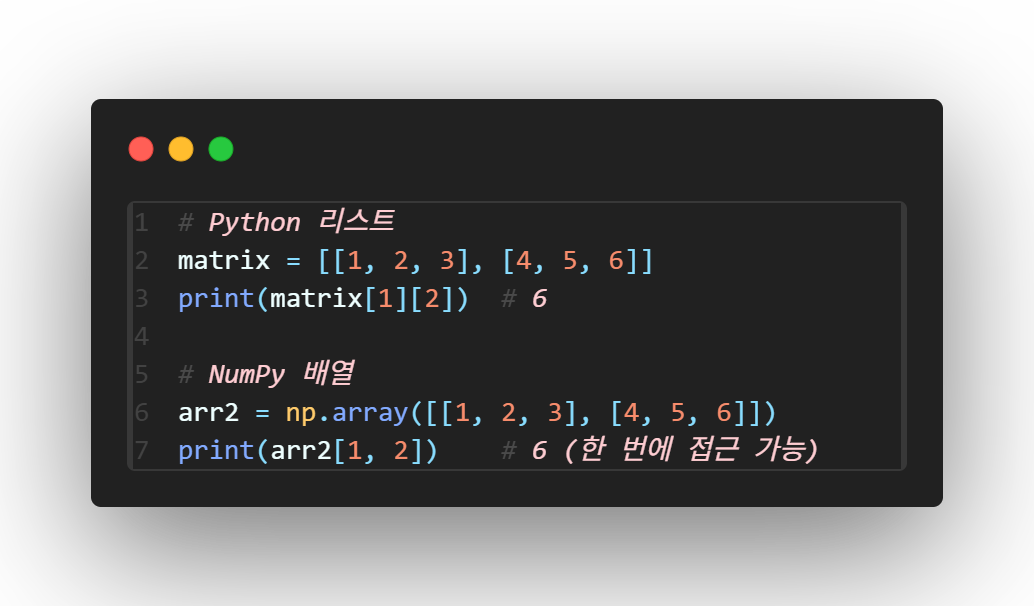 1 # Python 리스트
2 matrix = [[1, 2, 3], [4, 5, 6]]
3 print(matrix[1][2])  # 6
4
5 # NumPy 배열
6 arr2 = np.array([[1, 2, 3], [4, 5, 6]])
7 print(arr2[1, 2])    # 6 (한 번에 접근 가능)